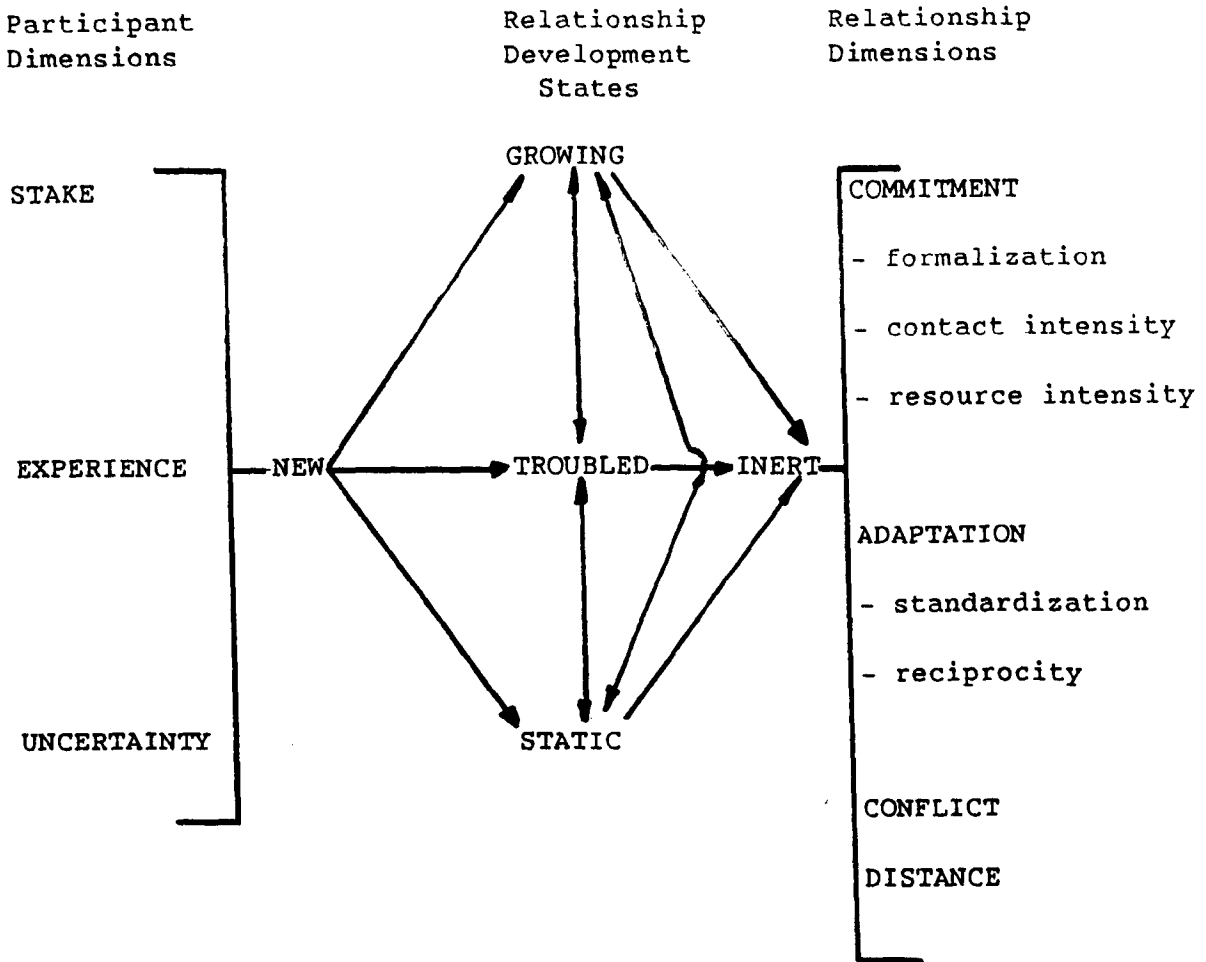 Participant
Dimensions
Relationship
Development
States
Relationship
Dimensions
GROWING
STAKE
COMMITMENT
- formalization
- contact intensity
- resource intensity
EXPERIENCE
NEW
TROUBLED
INERT
ADAPTATION
- standardization
- reciprocity
UNCERTAINTY
STATIC
CONFLICT
DISTANCE